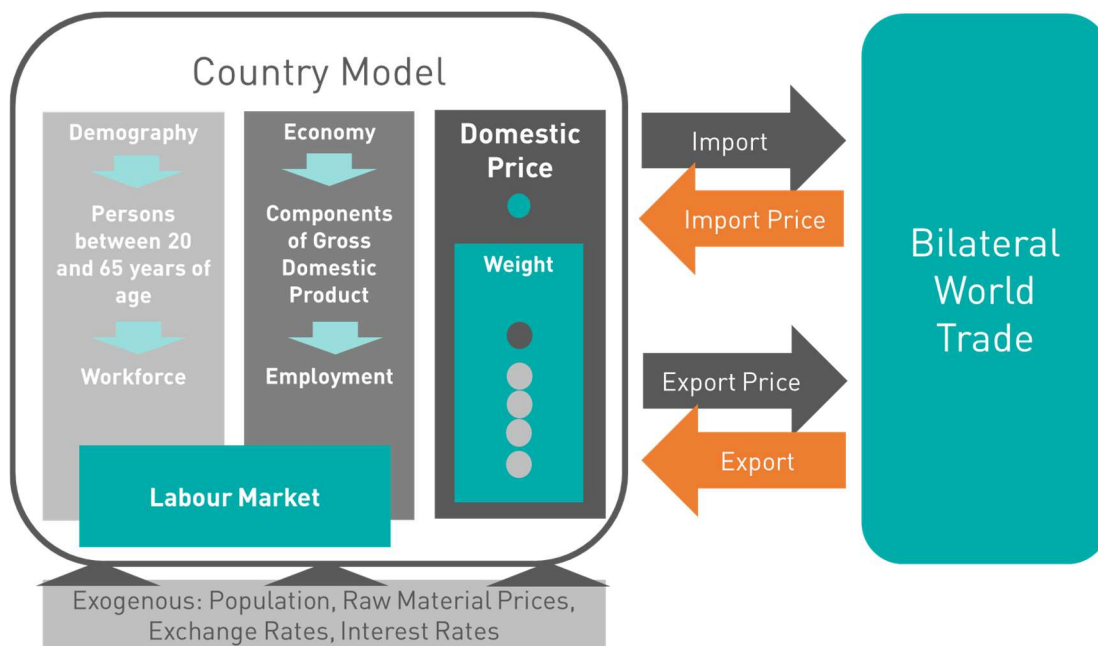 Country Model
Demography
Persons
between 20
and 65 years of
age
Workforce
Economy
Components
of Gross
Domestic
Product
Employment
Labour Market
Domestic
Price
Weight
Import
Import Price
Export Price
Export
Bilateral
World
Trade
Exogenous: Population, Raw Material Prices,
Exchange Rates, Interest Rates